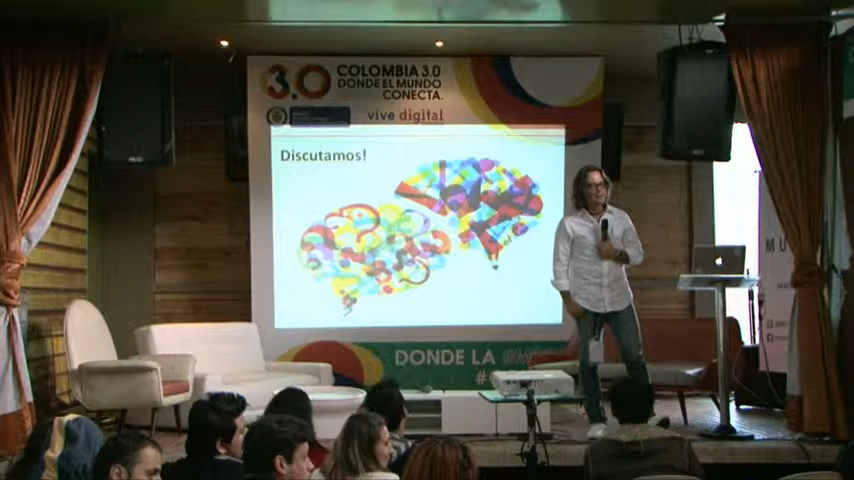 3.0
COLOMBIA 3.0
DONDE EL MUNDO
CONECTA.
vive digital
Discutamos!
DONDE LA